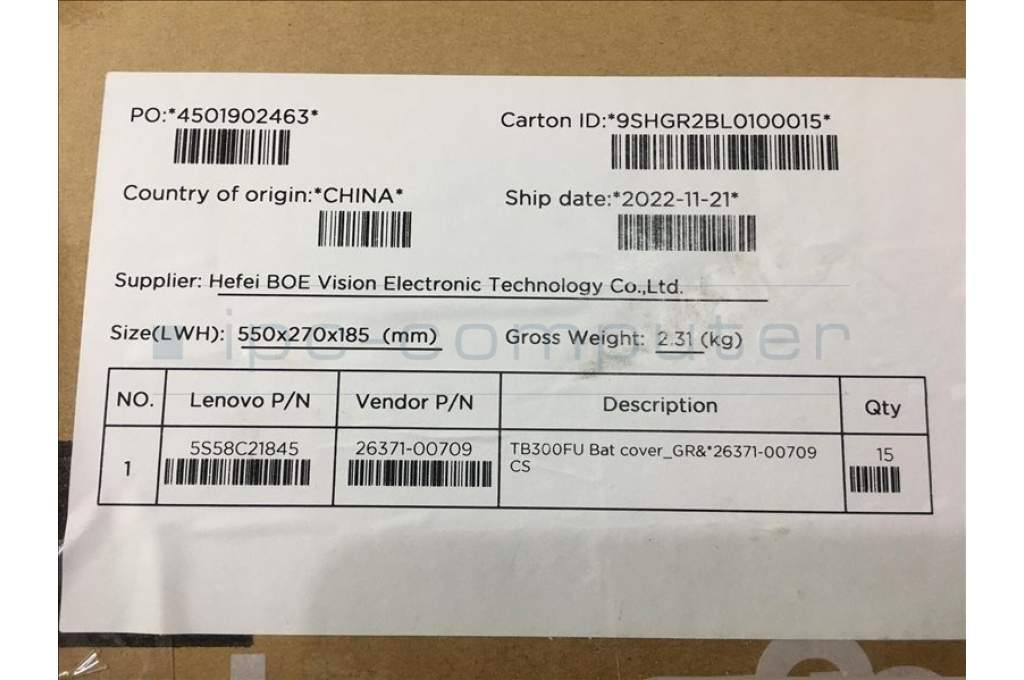 PO:*4501902463*
Carton ID:*9SHGR2BL0100015*
Country of origin:*CHINA*
Ship date:*2022-11-21*
Supplier: Hefei BOE Vision Electronic Technology Co.,Ltd.
ipc-computer
Size(LWH): 550x270x185 (mm) Gross Weight: 2.31 (kg)
NO. Lenovo P/N Vendor P/N Description Qty
1 5S58C21845 26371-00709 TB300FU Bat cover_GR&*26371-00709 15
CS